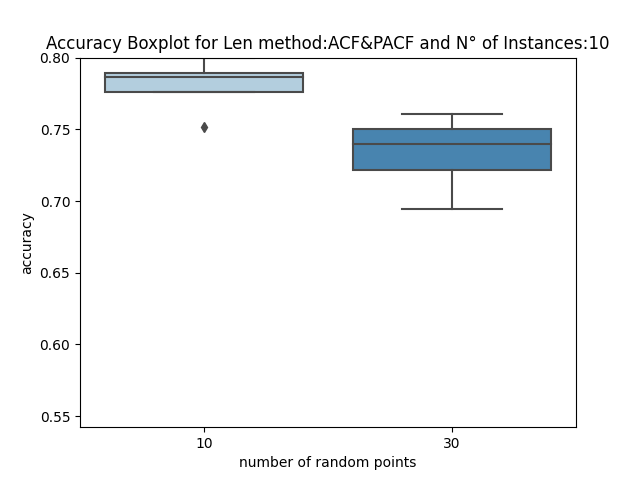 Accuracy Boxplot for Len method:ACF&PACF and N° of Instances:10
0.80
0.75
0.70
0.65
0.60
0.55
accuracy
10
30
number of random points